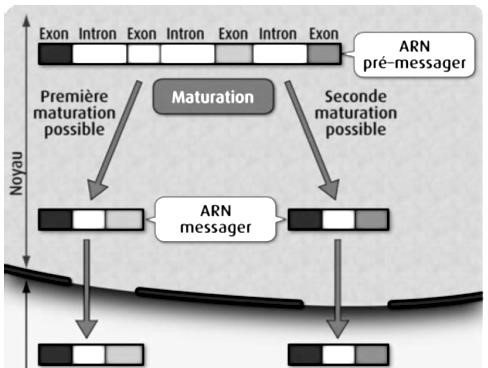 Exon Intron Exon Intron Exon Intron Exon
ARN
pré-messager
Première
maturation
possible
Maturation
Seconde
maturation
possible
Noyau
ARN
messager